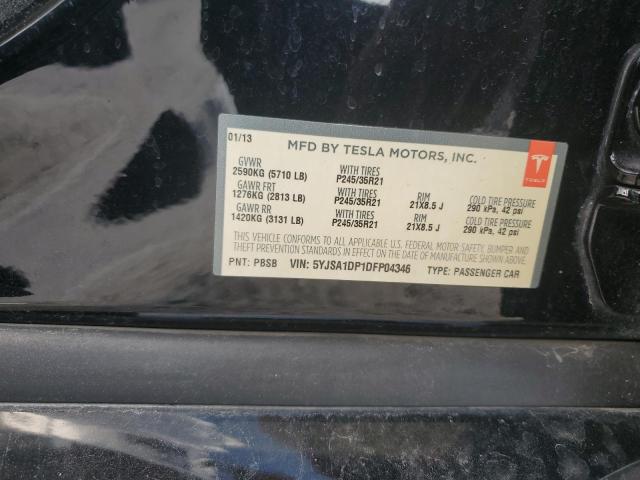 01/13
MFD BY TESLA MOTORS, INC.
GVWR
2590KG (5710 LB) WITH TIRES P245/35R21
GAWR FRT WITH TIRES RIM COLD TIRE PRESSURE
1276KG (2813 LB) P245/35R21 21X8.5 J 290 kPa, 42 psi
GAWR RR WITH TIRES RIM COLD TIRE PRESSURE
1420KG (3131 LB) P245/35R21 21X8.5 J 290 kPa, 42 psi
THIS VEHICLE CONFORMS TO ALL APPLICABLE U.S. FEDERAL MOTOR SAFETY, BUMPER AND
THEFT PREVENTION STANDARDS IN EFFECT ON THE DATE OF MANUFACTURE SHOWN ABOVE.
PNT: PBSB VIN: 5YJSA1DP1DFP04346 TYPE: PASSENGER CAR
TESLA